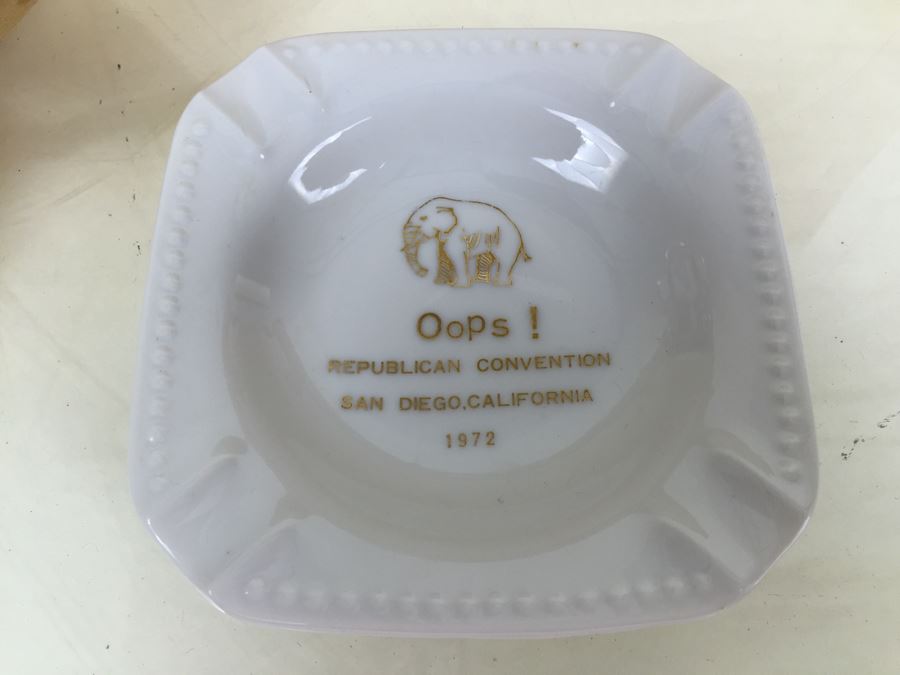 Oops !
REPUBLICAN CONVENTION
SAN DIEGO,CALIFORNIA
1972